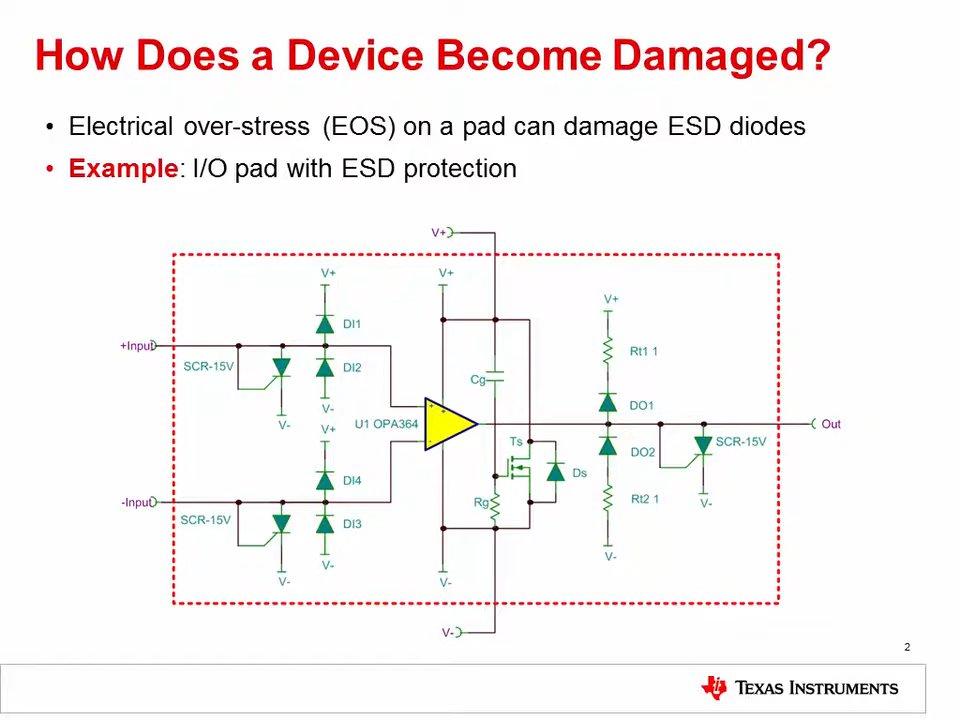 How Does a Device Become Damaged?
• Electrical over-stress (EOS) on a pad can damage ESD diodes
• Example: I/O pad with ESD protection
V+
V+
V+
V+
DI1
Rt1 1
+Input
SCR-15V
DI2
Cg
V-
DO1
V-
U1 OPA364
Out
V+
Ts
SCR-15V
DO2
DI4
Ds
-Input
Rg
Rt2 1
V-
SCR-15V
DI3
V-
V-
V-
V-
V-
2
TEXAS INSTRUMENTS